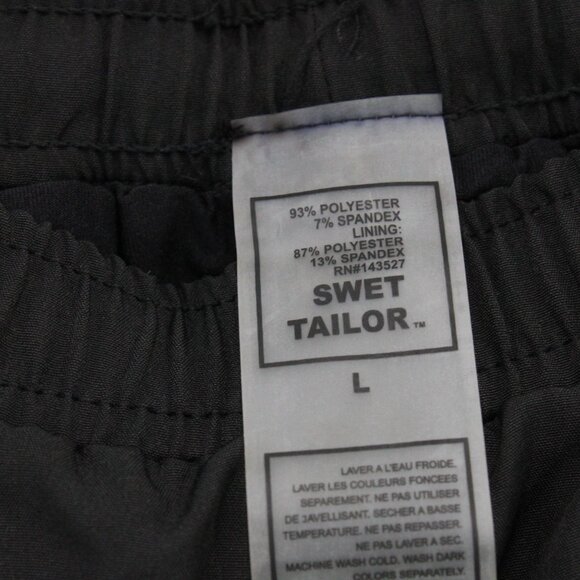 93% POLYESTER
7% SPANDEX
LINING:
87% POLYESTER
13% SPANDEX
RN#143527
SWET
TAILOR ™
L
LAVER A L'EAU FROIDE.
LAVER LES COULEURS FONCEES
SEPAREMENT. NE PAS UTILISER
DE JAVELLISANT. SECHER A BASSE
TEMPERATURE. NE PAS REPASSER.
NE PAS LAVER A SEC.
MACHINE WASH COLD. WASH DARK
COLORS SEPARATELY.